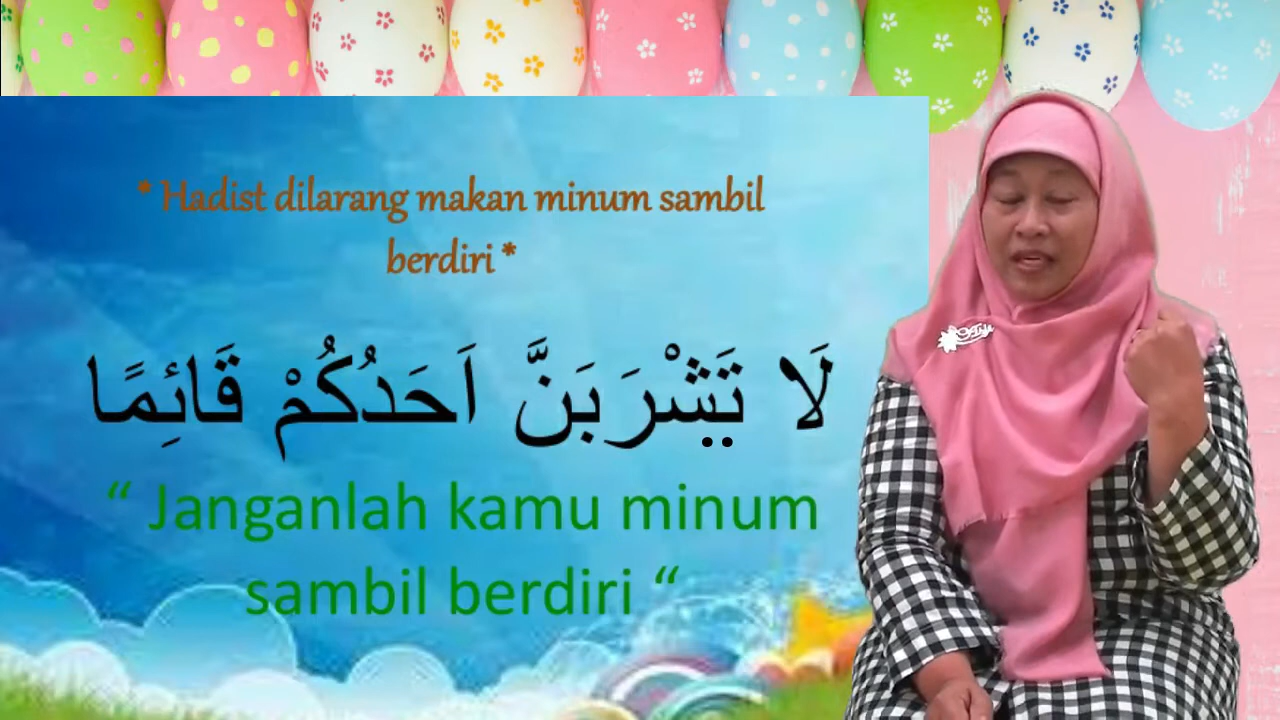 * Hadist dilarang makan minum sambil
berdiri *
لَا تَيَشْرَبَنَّ اَحَدُكُمْ قَائِمًا
“ Janganlah kamu minum
sambil berdiri “